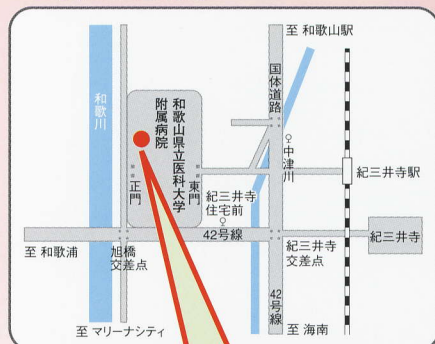 至 和歌山駅
国体道路
和歌川
和歌山県立医科大学
附属病院
中津川
紀三井寺駅
正門
東門
紀三井寺
住宅前
42号線
紀三井寺
至 和歌浦
旭橋
交差点
紀三井寺
交差点
42号線
至 マリーナシティ
至 海南